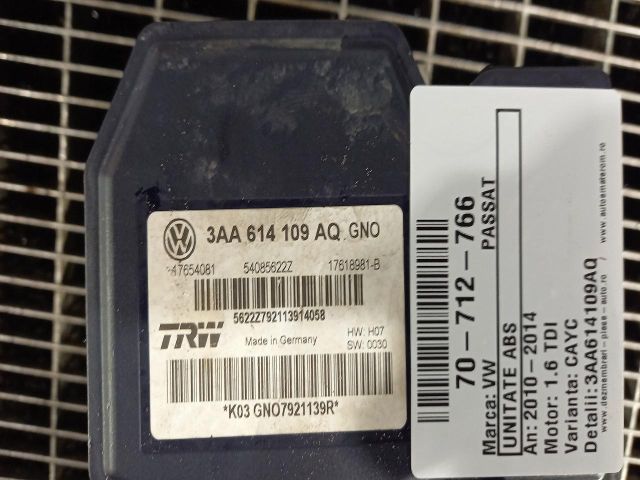 3AA 614 109 AQ GNO
17654081 54085622Z 17618981-B
5622Z792113914058
TRW Made in Germany HW: H07
SW: 0030
*K03 GNO7921139R*
70-712-766
Marca: VW PASSAT
UNITATE ABS
An: 2010-2014
Motor: 1.6 TDI
Varianta: CAYC
Detalii: 3AA614109AQ
www.dezmembrari-piese-auto.ro www.autoematerom.ro